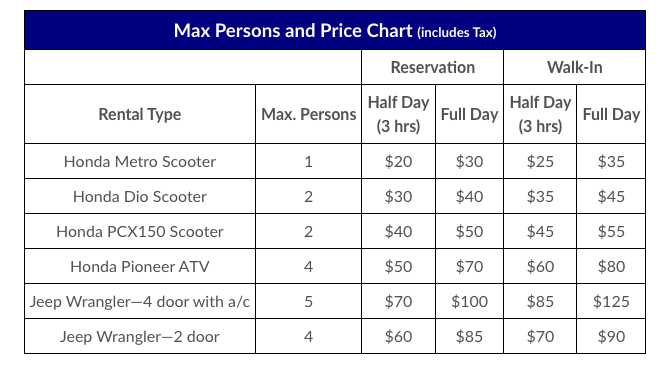 Max Persons and Price Chart (includes Tax)
Reservation Walk-In
Rental Type Max. Persons Half Day (3 hrs) Full Day Half Day (3 hrs) Full Day
Honda Metro Scooter 1 $20 $30 $25 $35
Honda Dio Scooter 2 $30 $40 $35 $45
Honda PCX150 Scooter 2 $40 $50 $45 $55
Honda Pioneer ATV 4 $50 $70 $60 $80
Jeep Wrangler—4 door with a/c 5 $70 $100 $85 $125
Jeep Wrangler—2 door 4 $60 $85 $70 $90